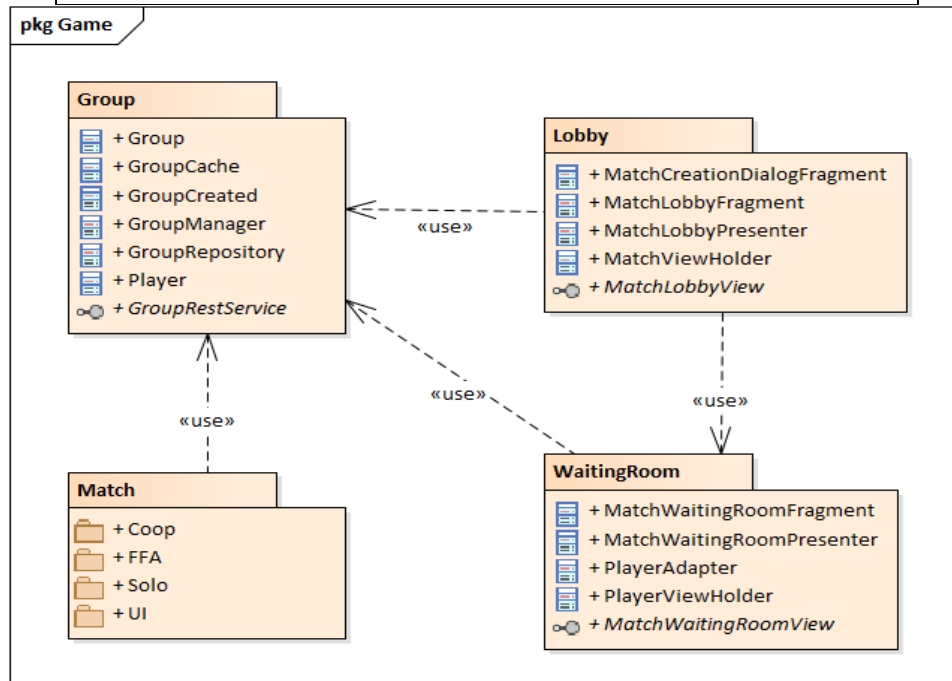 pkg Game
Group
+ Group
+ GroupCache
+ GroupCreated
+ GroupManager
+ GroupRepository
+ Player
+ GroupRestService
Lobby
+ MatchCreationDialogFragment
+ MatchLobbyFragment
+ MatchLobbyPresenter
+ MatchViewHolder
+ MatchLobbyView
«use»
«use»
«use»
«use»
Match
+ Coop
+ FFA
+ Solo
+ UI
WaitingRoom
+ MatchWaitingRoomFragment
+ MatchWaitingRoomPresenter
+ PlayerAdapter
+ PlayerViewHolder
+ MatchWaitingRoomView